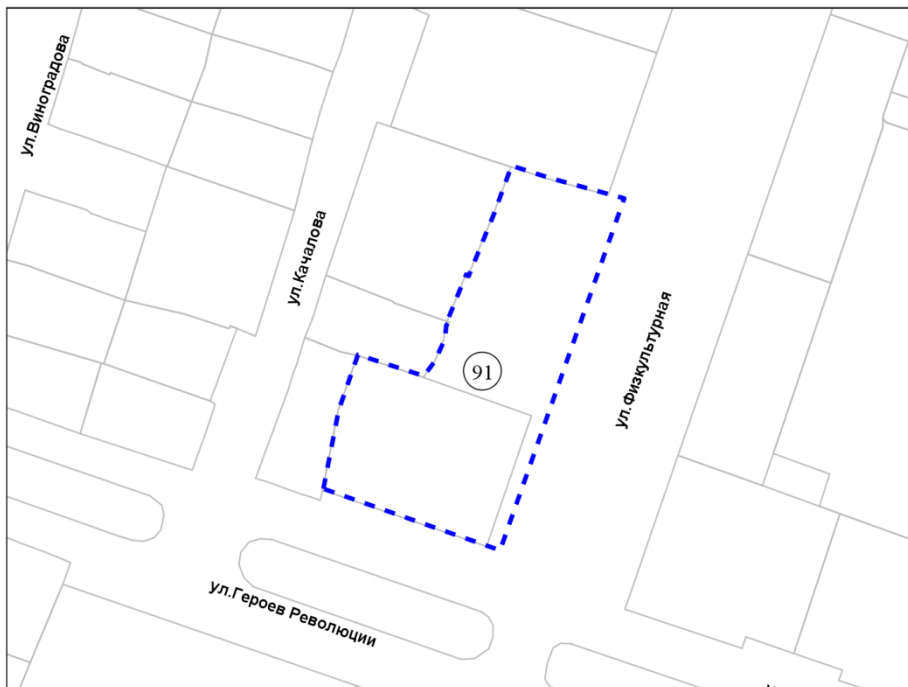 ул.Виноградова
ул.Качалова
ул.Физкультурная
91
ул.Героев Революции